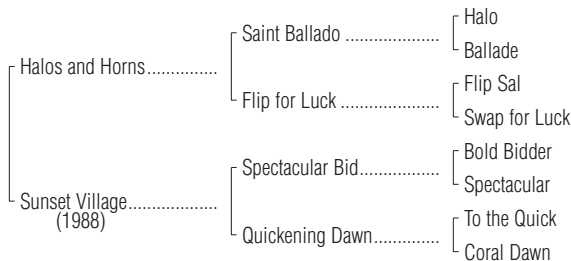 Halo
Saint Ballado ....................
Ballade
Halos and Horns...............
Flip Sal
Flip for Luck .....................
Swap for Luck
Bold Bidder
Spectacular Bid.................
Spectacular
Sunset Village...................
(1988)
To the Quick
Quickening Dawn..............
Coral Dawn